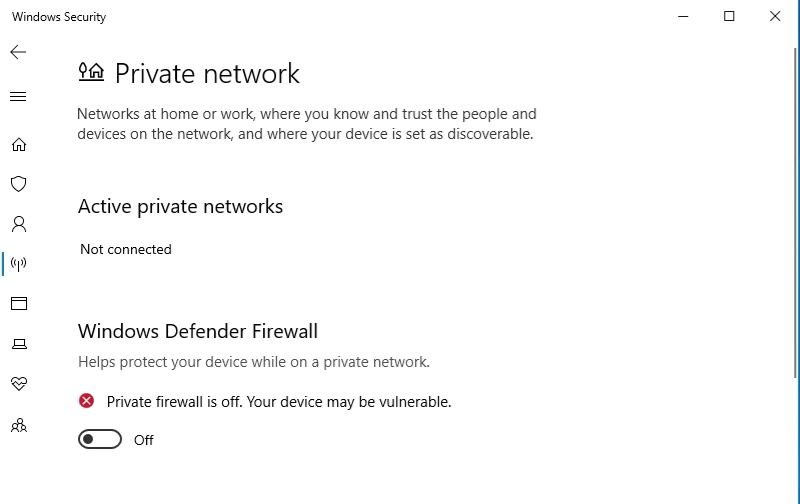 Windows Security
Private network
Networks at home or work, where you know and trust the people and
devices on the network, and where your device is set as discoverable.
Active private networks
Not connected
Windows Defender Firewall
Helps protect your device while on a private network.
Private firewall is off. Your device may be vulnerable.
Off